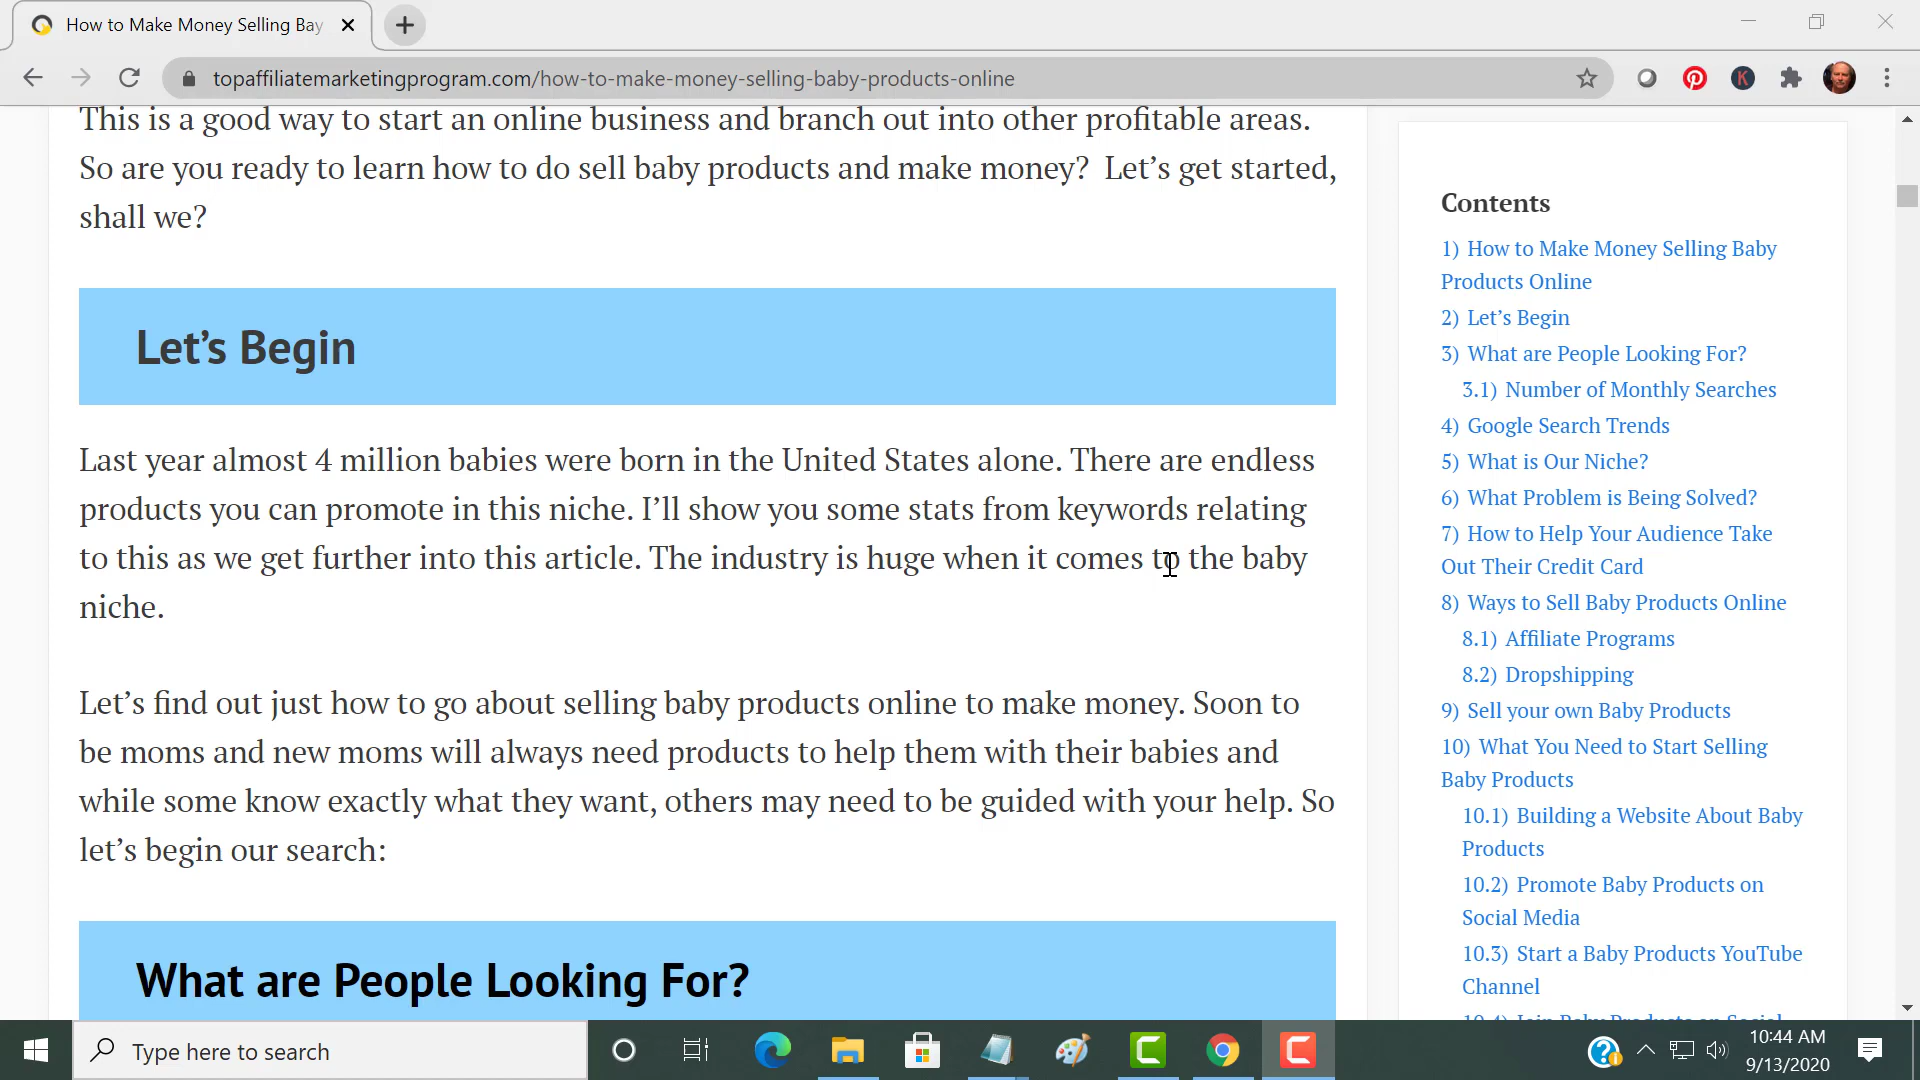 How to Make Money Selling Bay
topaffiliatemarketingprogram.com/how-to-make-money-selling-baby-products-online
K
This is a good way to start an online business and branch out into other profitable areas.
So are you ready to learn how to do sell baby products and make money?  Let’s get started,
shall we?
Let’s Begin
Last year almost 4 million babies were born in the United States alone. There are endless
products you can promote in this niche. I’ll show you some stats from keywords relating
to this as we get further into this article. The industry is huge when it comes to the baby
niche.
Let’s find out just how to go about selling baby products online to make money. Soon to
be moms and new moms will always need products to help them with their babies and
while some know exactly what they want, others may need to be guided with your help. So
let’s begin our search:
What are People Looking For?
Contents
1) How to Make Money Selling Baby
Products Online
2) Let’s Begin
3) What are People Looking For?
3.1) Number of Monthly Searches
4) Google Search Trends
5) What is Our Niche?
6) What Problem is Being Solved?
7) How to Help Your Audience Take
Out Their Credit Card
8) Ways to Sell Baby Products Online
8.1) Affiliate Programs
8.2) Dropshipping
9) Sell your own Baby Products
10) What You Need to Start Selling
Baby Products
10.1) Building a Website About Baby
Products
10.2) Promote Baby Products on
Social Media
10.3) Start a Baby Products YouTube
Channel
10.4) Join Baby Products on Social
Type here to search
10:44 AM
9/13/2020